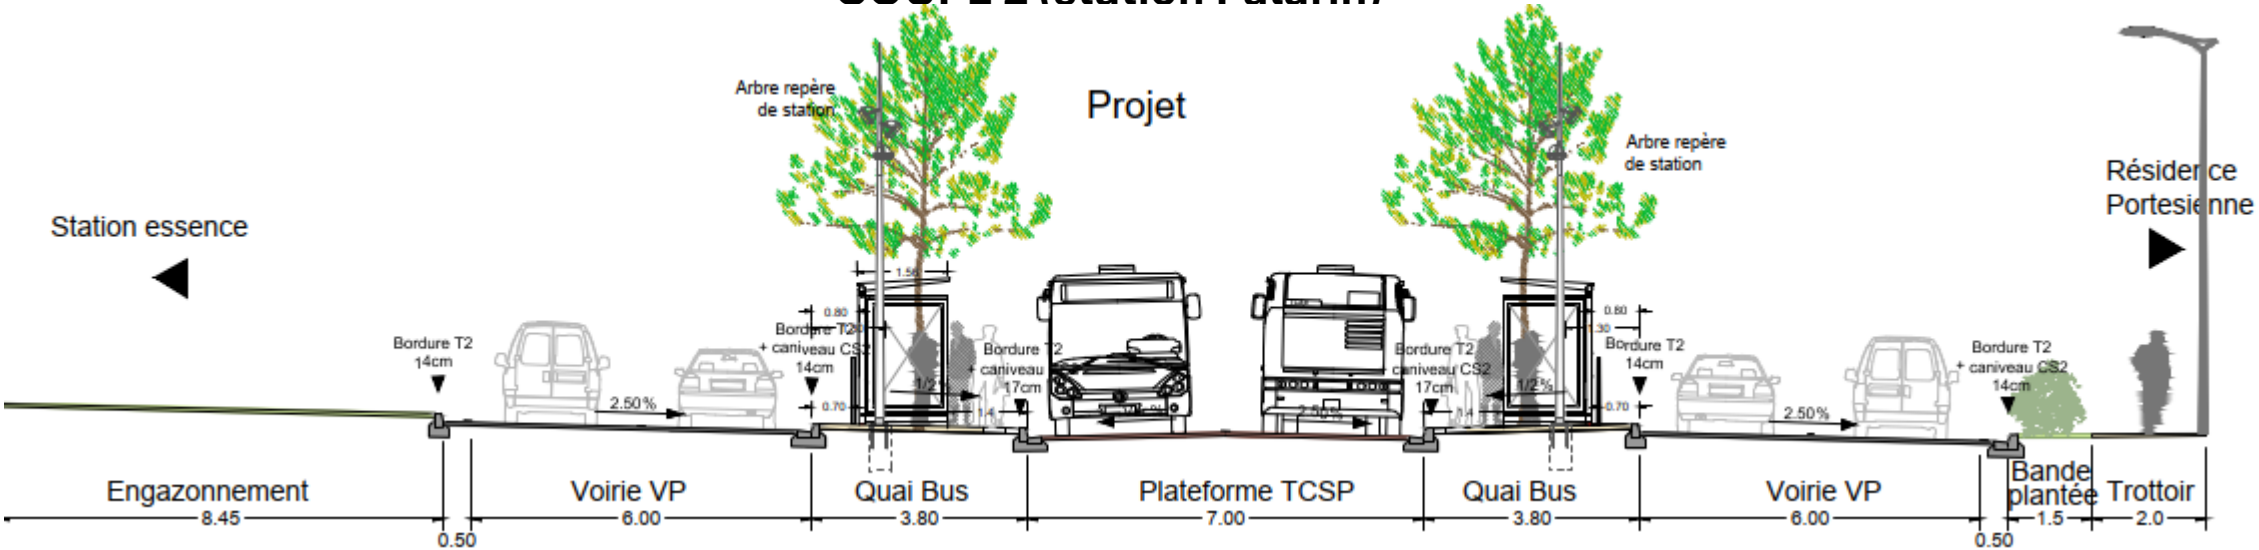 Projet
Arbre repère
de station
Arbre repère
de station
Résidence
Portesienne
Station essence
1.56
0.80
0.80
1.30
Bordure T2
14cm
Bordure T2
+ caniveau CS2
14cm
Bordure T2
+ caniveau
17cm
Bordure T2
caniveau CS2
17cm
Bordure T2
14cm
Bordure T2
+ caniveau CS2
14cm
2.50%
1/2%
0.70
1.4
2.50%
1.4
1/2%
0.70
2.50%
Engazonnement
Voirie VP
Quai Bus
Plateforme TCSP
Quai Bus
Voirie VP
Bande
plantée
Trottoir
8.45
0.50
6.00
3.80
7.00
3.80
6.00
0.50
1.5
2.0